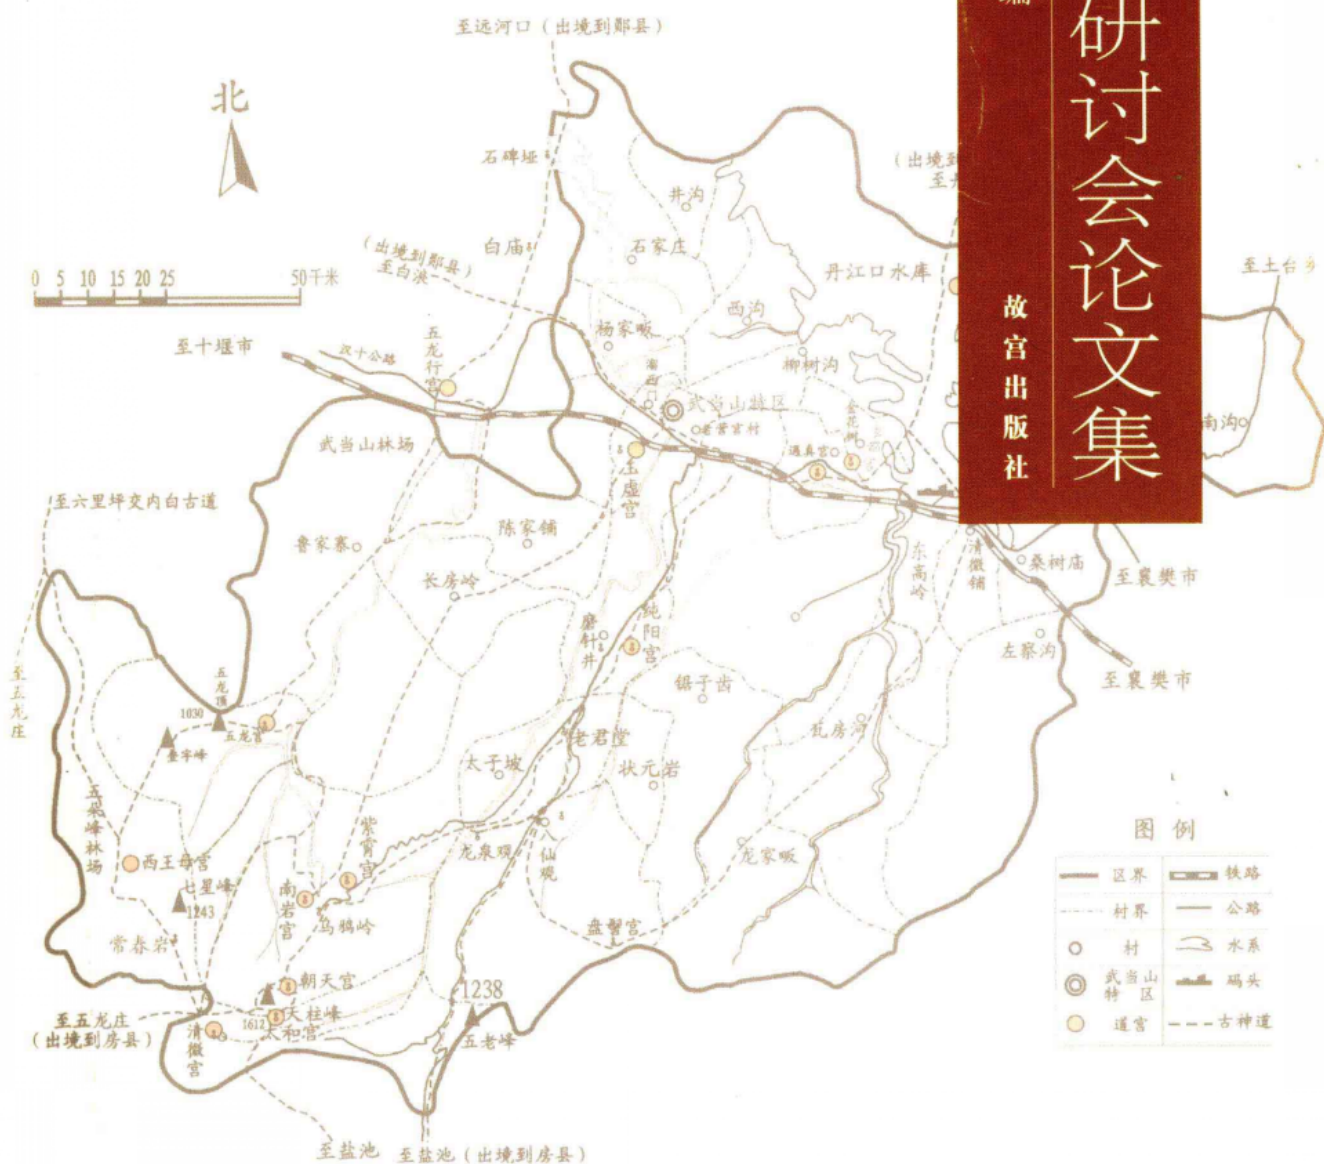 研讨会论文集
故宫出版社
至远河口(出境到郧县)
北
石碑垭
井沟
(出境到
白庙
石家庄
(出境到郧县)
至白浪
丹江口水库
至土台乡
0 5 10 15 20 25 50千米
杨家畈
西沟
至十堰市
汉十公路
五龙行宫
柳树沟
武当山特区
老营宫村
南沟
武当山林场
玉虚宫
遇真宫
至六里坪交内白古道
鲁家寨
陈家铺
长房岭
东高岭
清徽铺
桑树庙
至襄樊市
磨针井
纯阳宫
左家沟
至襄樊市
至五龙庄
五龙顶
1030
五龙宫
锯子齿
瓦房河
老君堂
太子坡
状元岩
五朵峰林场
紫霄宫
龙泉观
八仙观
龙家畈
西王母宫
七星峰
1243
南岩宫
乌鸦岭
常春岩
盘髻宫
朝天宫
1238
至五龙庄
(出境到房县)
1612
天柱峰
太和宫
清徽宫
五老峰
至盐池
至盐池(出境到房县)
图例
区界 铁路
村界 公路
村 水系
武当山特区 码头
道宫 古神道